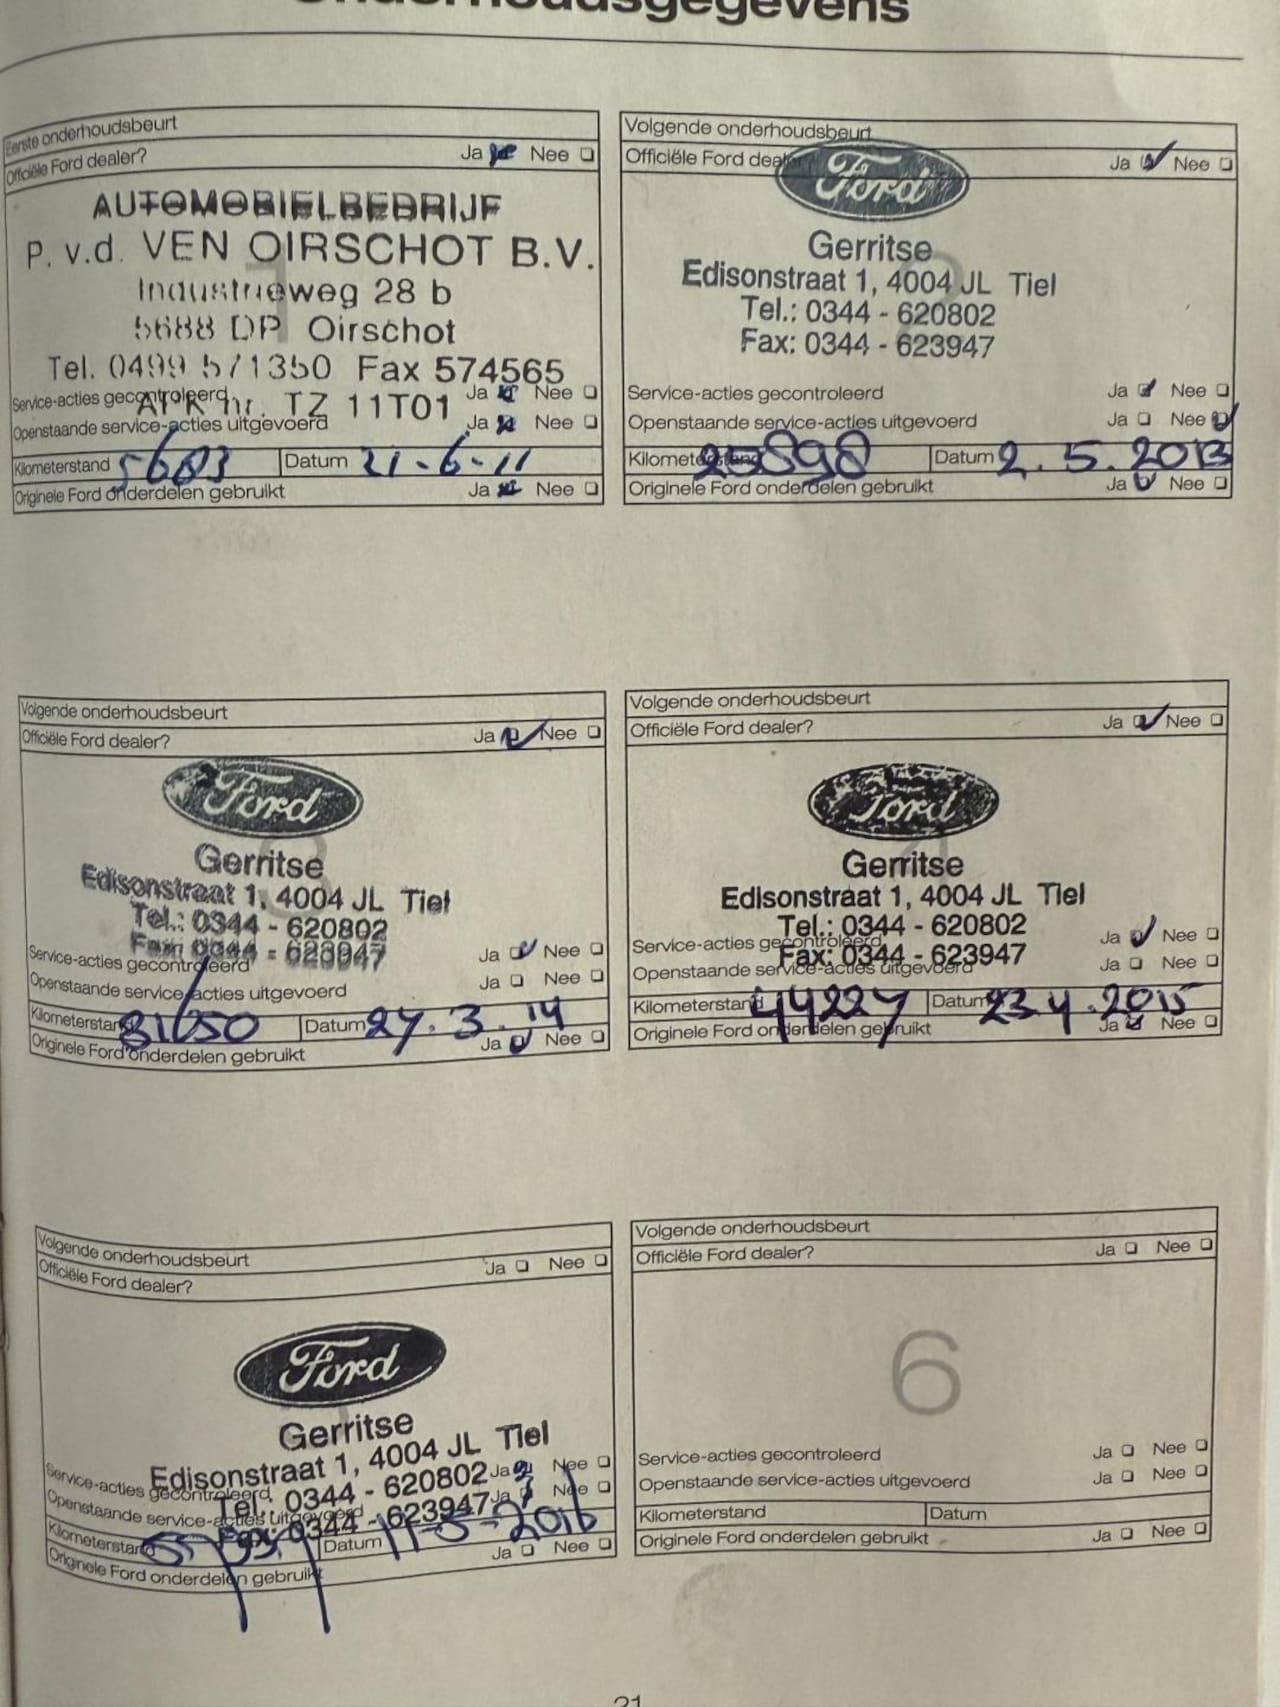 Onderhoudsgegevens
Eerste onderhoudsbeurt
Officiële Ford dealer? Ja Nee
AUTOMOBIELBEDRIJF
P. v.d. VEN OIRSCHOT B.V.
Industrieweg 28 b
5688 DP Oirschot
Tel. 0499 571350 Fax 574565
Service-acties gecontroleerd Ja Nee
APK nr. TZ 11T01
Openstaande service-acties uitgevoerd Ja Nee
Kilometerstand 5683 Datum 21-6-11
Originele Ford onderdelen gebruikt Ja Nee
Volgende onderhoudsbeurt
Officiële Ford dealer? Ja Nee
Ford
Gerritse
Edisonstraat 1, 4004 JL Tiel
Tel.: 0344 - 620802
Fax: 0344 - 623947
Service-acties gecontroleerd Ja Nee
Openstaande service-acties uitgevoerd Ja Nee
Kilometerstand 25898 Datum 2.5.2013
Originele Ford onderdelen gebruikt Ja Nee
Volgende onderhoudsbeurt
Officiële Ford dealer? Ja Nee
Ford
Gerritse
Edisonstraat 1, 4004 JL Tiel
Tel.: 0344 - 620802
Fax: 0344 - 623947
Service-acties gecontroleerd Ja Nee
Openstaande service-acties uitgevoerd Ja Nee
Kilometerstand 31650 Datum 27.3.14
Originele Ford onderdelen gebruikt Ja Nee
Volgende onderhoudsbeurt
Officiële Ford dealer? Ja Nee
Ford
Gerritse
Edisonstraat 1, 4004 JL Tiel
Tel.: 0344 - 620802
Service-acties gecontroleerd Ja Nee
Fax: 0344 - 623947
Openstaande service-acties uitgevoerd Ja Nee
Kilometerstand 44227 Datum 23.4.2015
Originele Ford onderdelen gebruikt Ja Nee
Volgende onderhoudsbeurt
Officiële Ford dealer? Ja Nee
Ford
Gerritse
Edisonstraat 1, 4004 JL Tiel
Service-acties gecontroleerd Ja Nee
Tel.: 0344 - 620802
Openstaande service-acties uitgevoerd Ja Nee
Fax: 0344 - 623947
Kilometerstand Datum 11-5-2016
Originele Ford onderdelen gebruikt Ja Nee
Volgende onderhoudsbeurt
Officiële Ford dealer? Ja Nee
6
Service-acties gecontroleerd Ja Nee
Openstaande service-acties uitgevoerd Ja Nee
Kilometerstand Datum
Originele Ford onderdelen gebruikt Ja Nee
21